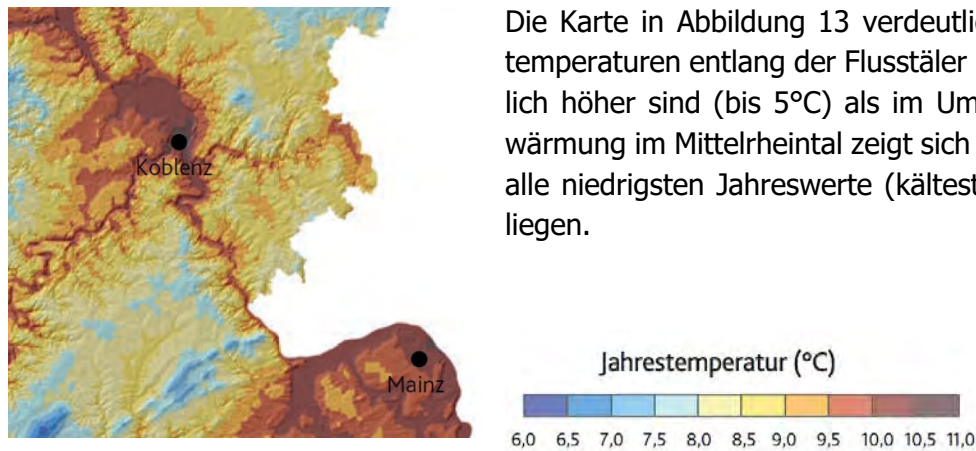 Die Karte in Abbildung 13 verdeutli
temperaturen entlang der Flusstäler
lich höher sind (bis 5°C) als im Um
wärmung im Mittelrheintal zeigt sich
alle niedrigsten Jahreswerte (kältest
liegen.
Koblenz
Mainz
Jahrestemperatur (°C)
6,0 6,5 7,0 7,5 8,0 8,5 9,0 9,5 10,0 10,5 11,0